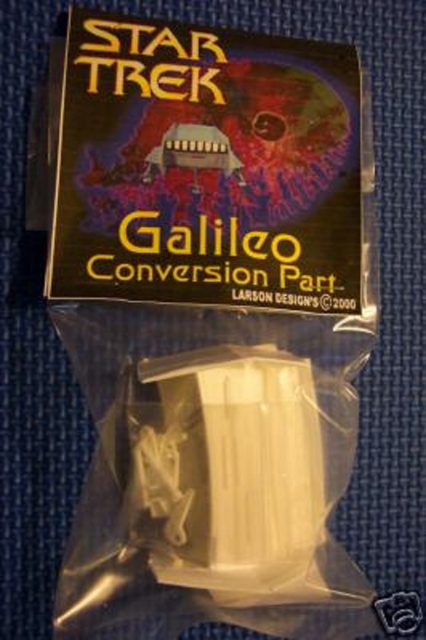 STAR
TREK
Galileo
Conversion Part
LARSON DESIGN'S © 2000